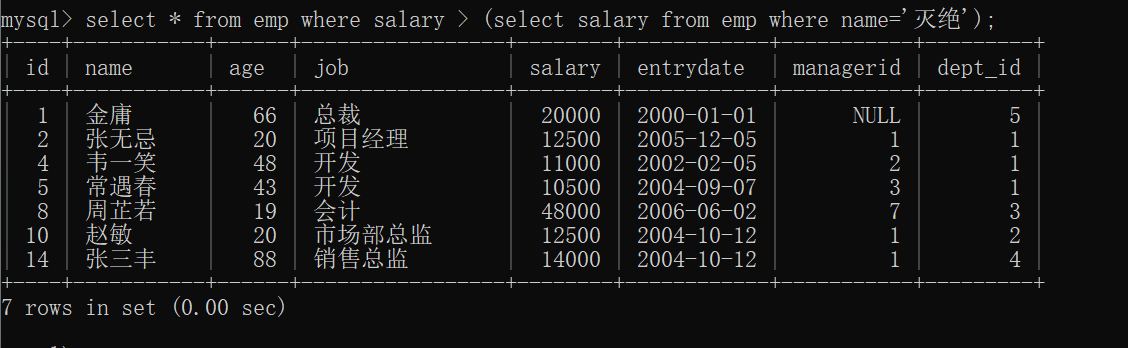 mysql> select * from emp where salary > (select salary from emp where name='灭绝');
+----+-----------+------+------------+--------+------------+-----------+---------+
| id | name | age | job | salary | entrydate | managerid | dept_id |
+----+-----------+------+------------+--------+------------+-----------+---------+
| 1 | 金庸 | 66 | 总裁 | 20000 | 2000-01-01 | NULL | 5 |
| 2 | 张无忌 | 20 | 项目经理 | 12500 | 2005-12-05 | 1 | 1 |
| 4 | 韦一笑 | 48 | 开发 | 11000 | 2002-02-05 | 2 | 1 |
| 5 | 常遇春 | 43 | 开发 | 10500 | 2004-09-07 | 3 | 1 |
| 8 | 周芷若 | 19 | 会计 | 48000 | 2006-06-02 | 7 | 3 |
| 10 | 赵敏 | 20 | 市场部总监 | 12500 | 2004-10-12 | 1 | 2 |
| 14 | 张三丰 | 88 | 销售总监 | 14000 | 2004-10-12 | 1 | 4 |
+----+-----------+------+------------+--------+------------+-----------+---------+
7 rows in set (0.00 sec)